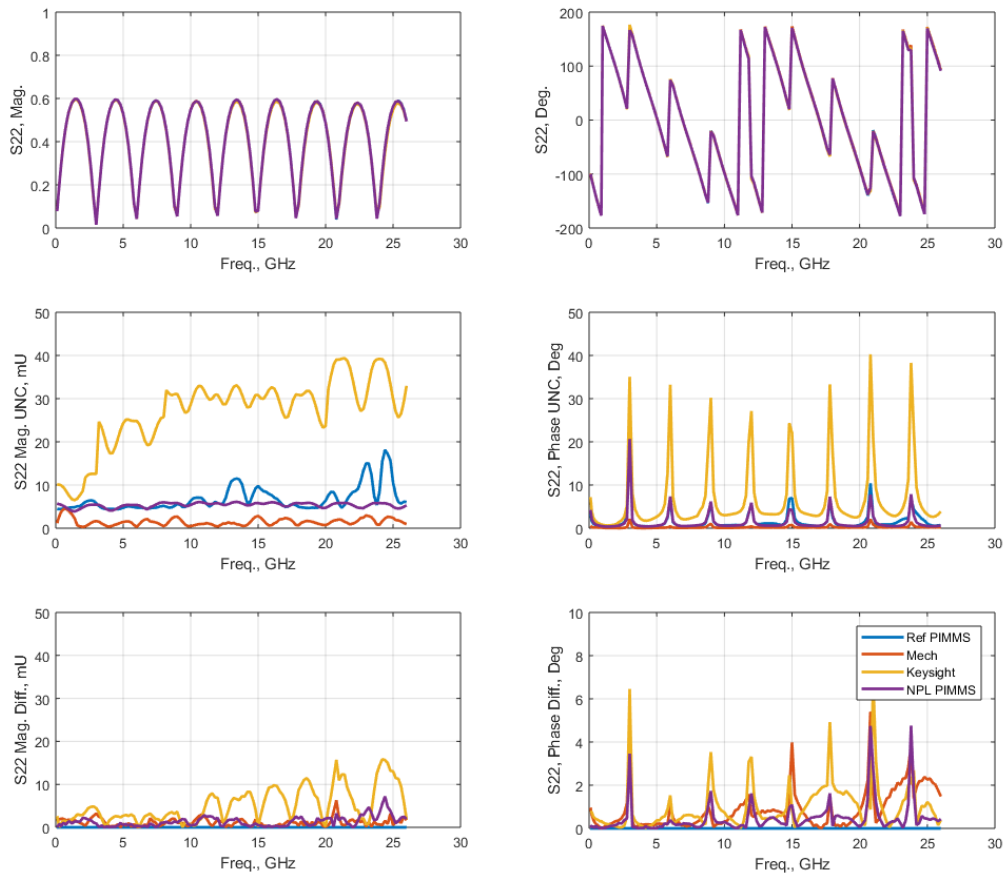 S22, Mag.
1
0.8
0.6
0.4
0.2
0
0 5 10 15 20 25 30
Freq., GHz
S22, Deg.
200
100
0
-100
-200
0 5 10 15 20 25 30
Freq., GHz
S22 Mag. UNC, mU
50
40
30
20
10
0
0 5 10 15 20 25 30
Freq., GHz
S22, Phase UNC, Deg
50
40
30
20
10
0
0 5 10 15 20 25 30
Freq., GHz
S22 Mag. Diff., mU
50
40
30
20
10
0
0 5 10 15 20 25 30
Freq., GHz
S22, Phase Diff., Deg
10
8
6
4
2
0
0 5 10 15 20 25 30
Freq., GHz
Ref PIMMS
Mech
Keysight
NPL PIMMS